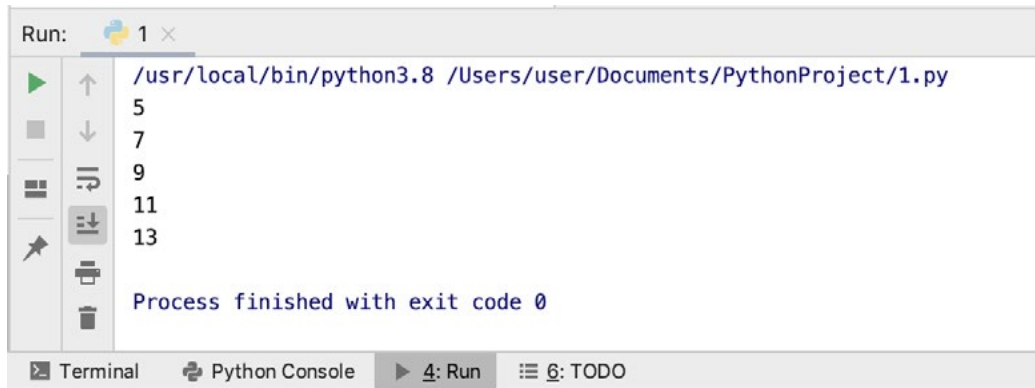 Run: 1
/usr/local/bin/python3.8 /Users/user/Documents/PythonProject/1.py
5
7
9
11
13
Process finished with exit code 0
Terminal Python Console 4: Run 6: TODO